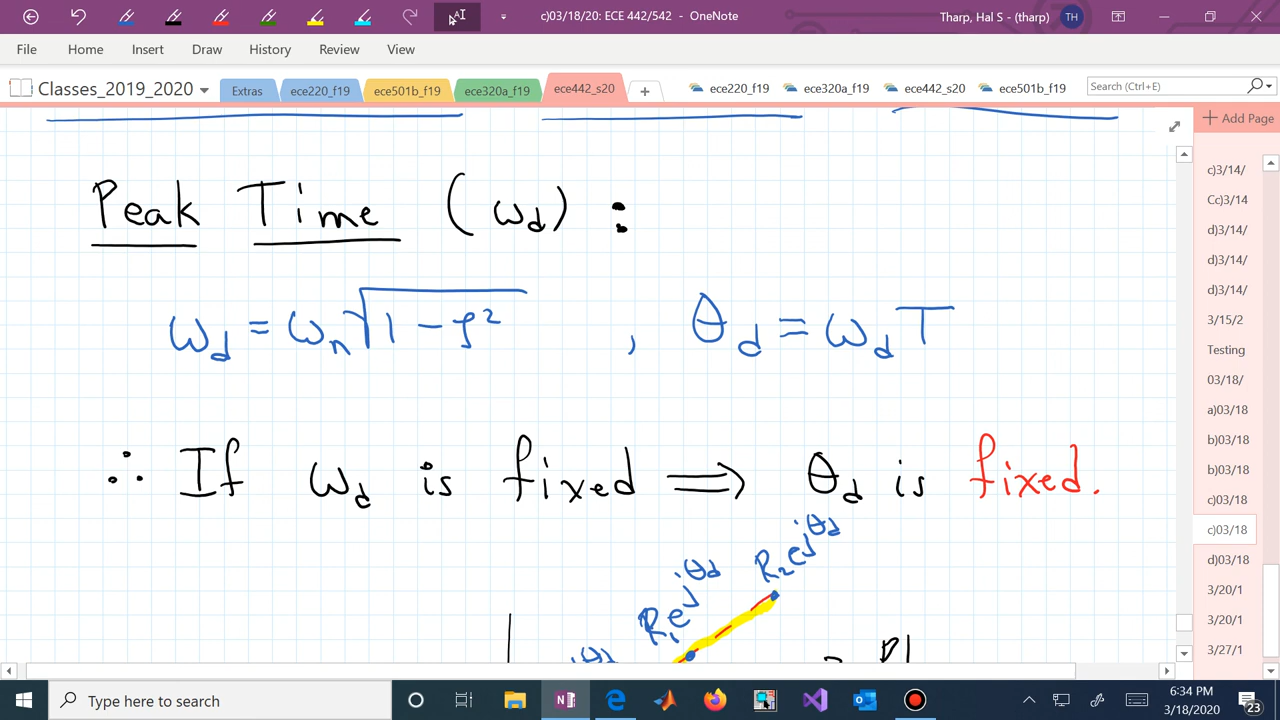 c)03/18/20: ECE 442/542 - OneNote
Tharp, Hal S - (tharp)
TH
File Home Insert Draw History Review View
Classes_2019_2020
Extras ece220_f19 ece501b_f19 ece320a_f19 ece442_s20
ece220_f19 ece320a_f19 ece442_s20 ece501b_f19
Search (Ctrl+E)
Add Page
Peak Time (ωd) :
ωd = ωn√(1 - ζ²) , θd = ωd T
∴ If ωd is fixed ⟹ θd is fixed.
R₂e^jθd
R₁e^jθd
jθd
c)3/14/
Cc)3/14
d)3/14/
d)3/14/
d)3/14/
3/15/2
Testing
03/18/
a)03/18
b)03/18
b)03/18
c)03/18
c)03/18
d)03/18
3/20/1
3/20/1
3/27/1
Type here to search
6:34 PM
3/18/2020
23